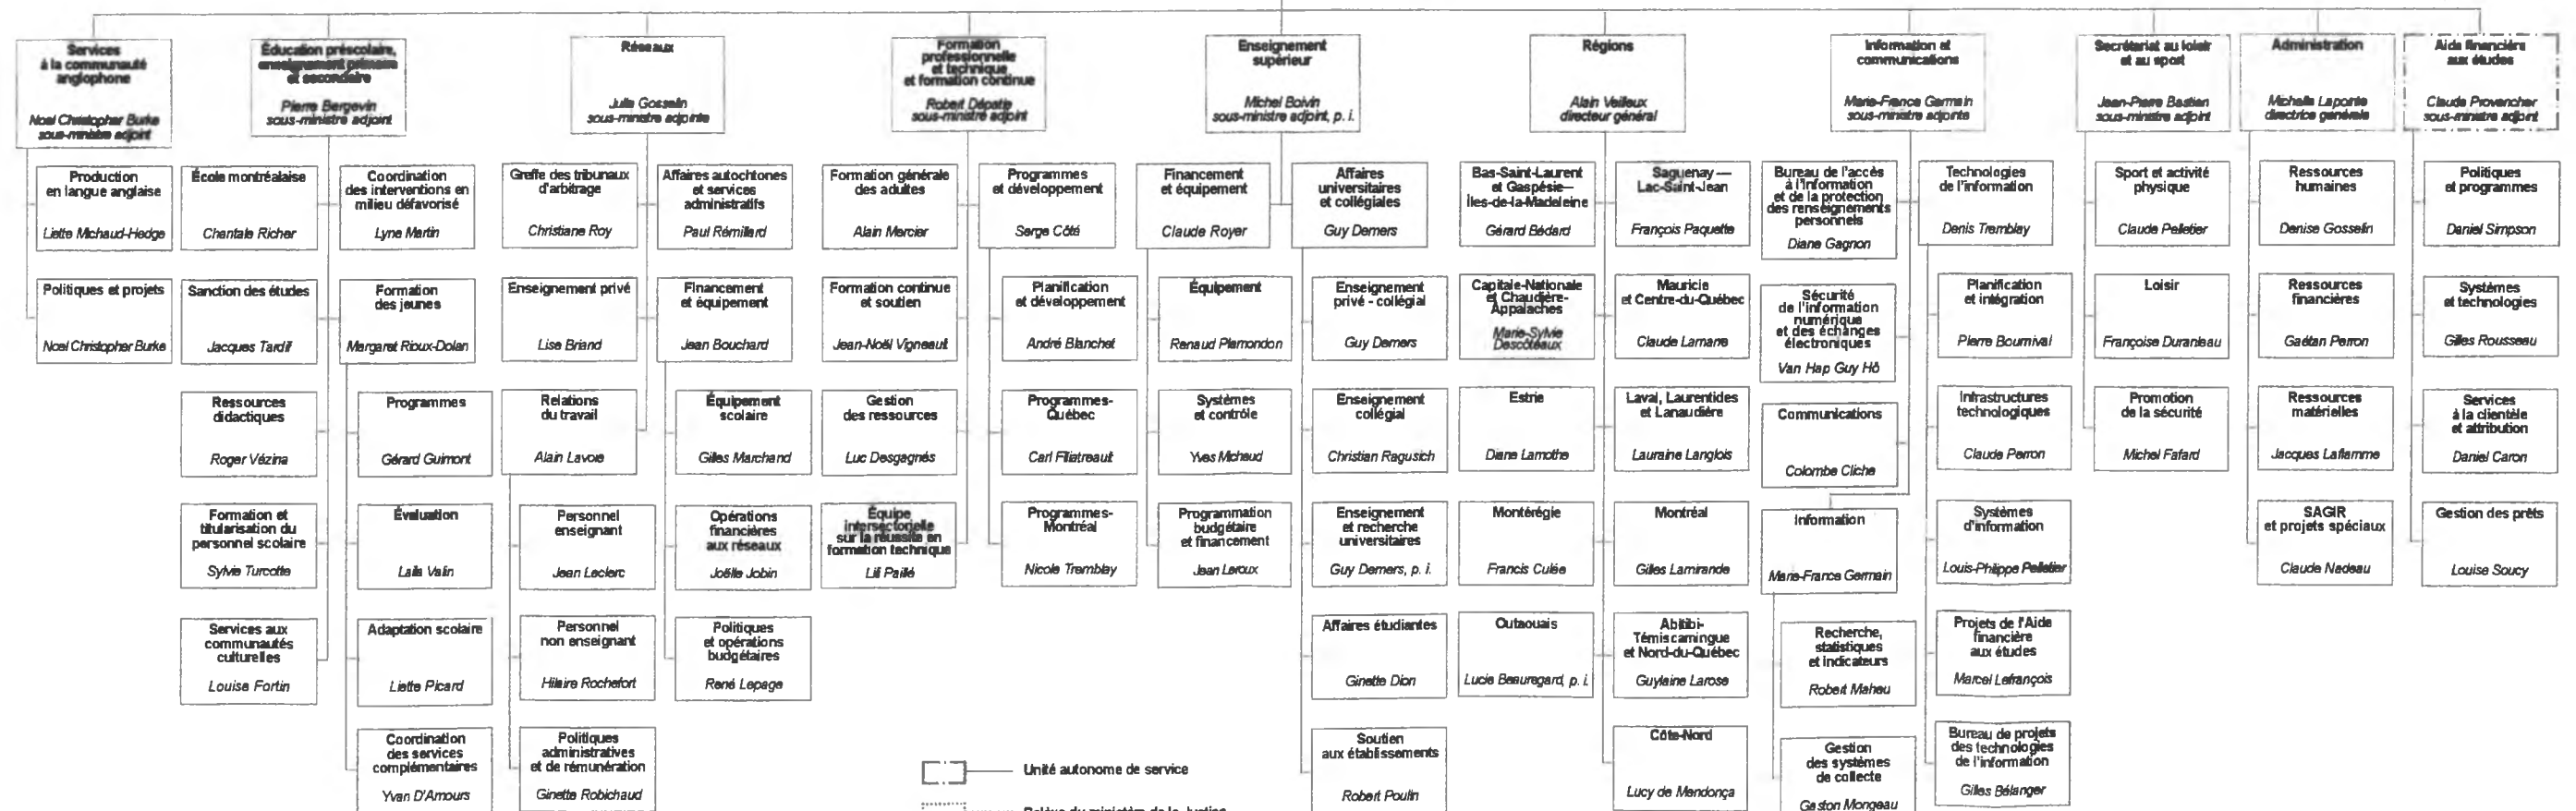 Services
à la communauté
anglophone
Noel Christopher Burke
sous-ministre adjoint
Éducation préscolaire,
enseignement primaire
et secondaire
Pierre Bergevin
sous-ministre adjoint
Réseaux
Julie Gosselin
sous-ministre adjointe
Formation
professionnelle
et technique
et formation continue
Robert Dépatie
sous-ministre adjoint
Enseignement
supérieur
Michel Boivin
sous-ministre adjoint, p. i.
Régions
Alain Veilleux
directeur général
Information et
communications
Marie-France Germain
sous-ministre adjointe
Secrétariat au loisir
et au sport
Jean-Pierre Bastien
sous-ministre adjoint
Administration
Michelle Lapointe
directrice générale
Aide financière
aux études
Claude Provencher
sous-ministre adjoint
Production
en langue anglaise
Liette Michaud-Hedge
École montréalaise
Chantale Richer
Coordination
des interventions en
milieu défavorisé
Lyne Martin
Greffe des tribunaux
d'arbitrage
Christiane Roy
Affaires autochtones
et services
administratifs
Paul Rémillard
Formation générale
des adultes
Alain Mercier
Programmes
et développement
Serge Côté
Financement
et équipement
Claude Royer
Affaires
universitaires
et collégiales
Guy Demers
Bas-Saint-Laurent
et Gaspésie—
Îles-de-la-Madeleine
Gérard Bédard
Saguenay —
Lac-Saint-Jean
François Paquette
Bureau de l'accès
à l'information
et de la protection
des renseignements
personnels
Diane Gagnon
Technologies
de l'information
Denis Tremblay
Sport et activité
physique
Claude Pelletier
Ressources
humaines
Denise Gosselin
Politiques
et programmes
Daniel Simpson
Politiques et projets
Noel Christopher Burke
Sanction des études
Jacques Tardif
Formation
des jeunes
Margaret Rioux-Dolan
Enseignement privé
Lise Briand
Financement
et équipement
Jean Bouchard
Formation continue
et soutien
Jean-Noël Vigneault
Planification
et développement
André Blanchet
Équipement
Renaud Plamondon
Enseignement
privé - collégial
Guy Demers
Capitale-Nationale
et Chaudière-
Appalaches
Marie-Sylvie
Descôteaux
Mauricie
et Centre-du-Québec
Claude Lamarre
Sécurité
de l'information
numérique
et des échanges
électroniques
Van Hap Guy Hô
Planification
et intégration
Pierre Bournival
Loisir
Françoise Duranleau
Ressources
financières
Gaétan Perron
Systèmes
et technologies
Gilles Rousseau
Ressources
didactiques
Roger Vézina
Programmes
Gérard Guimont
Relations
du travail
Alain Lavoie
Équipement
scolaire
Gilles Marchand
Gestion
des ressources
Luc Desgagnés
Programmes-
Québec
Carl Filiatreault
Systèmes
et contrôle
Yves Michaud
Enseignement
collégial
Christian Ragusich
Estrie
Diane Lamothe
Laval, Laurentides
et Lanaudière
Lauraine Langlois
Communications
Colombe Cliche
Infrastructures
technologiques
Claude Perron
Promotion
de la sécurité
Michel Fafard
Ressources
matérielles
Jacques Laflamme
Services
à la clientèle
et attribution
Daniel Caron
Formation et
titularisation du
personnel scolaire
Sylvie Turcotte
Évaluation
Laila Valin
Personnel
enseignant
Jean Leclerc
Opérations
financières
aux réseaux
Joëlle Jobin
Équipe
intersectorielle
sur la réussite en
formation technique
Lili Paillé
Programmes-
Montréal
Nicole Tremblay
Programmation
budgétaire
et financement
Jean Leroux
Enseignement
et recherche
universitaires
Guy Demers, p. i.
Montérégie
Francis Culée
Montréal
Gilles Lamirande
Information
Marie-France Germain
Systèmes
d'information
Louis-Philippe Pelletier
SAGIR
et projets spéciaux
Claude Nadeau
Gestion des prêts
Louise Soucy
Services aux
communautés
culturelles
Louise Fortin
Adaptation scolaire
Liette Picard
Personnel
non enseignant
Hilaire Rochefort
Politiques
et opérations
budgétaires
René Lepage
Affaires étudiantes
Ginette Dion
Outaouais
Lucie Beauregard, p. i.
Abitibi-
Témiscamingue
et Nord-du-Québec
Guylaine Larose
Recherche,
statistiques
et indicateurs
Robert Maheu
Projets de l'Aide
financière
aux études
Marcel Lefrançois
Coordination
des services
complémentaires
Yvan D'Amours
Politiques
administratives
et de rémunération
Ginette Robichaud
Unité autonome de service
Relève du ministère de la Justice
Soutien
aux établissements
Robert Poulin
Côte-Nord
Lucy de Mendonça
Gestion
des systèmes
de collecte
Gaston Mongeau
Bureau de projets
des technologies
de l'information
Gilles Bélanger